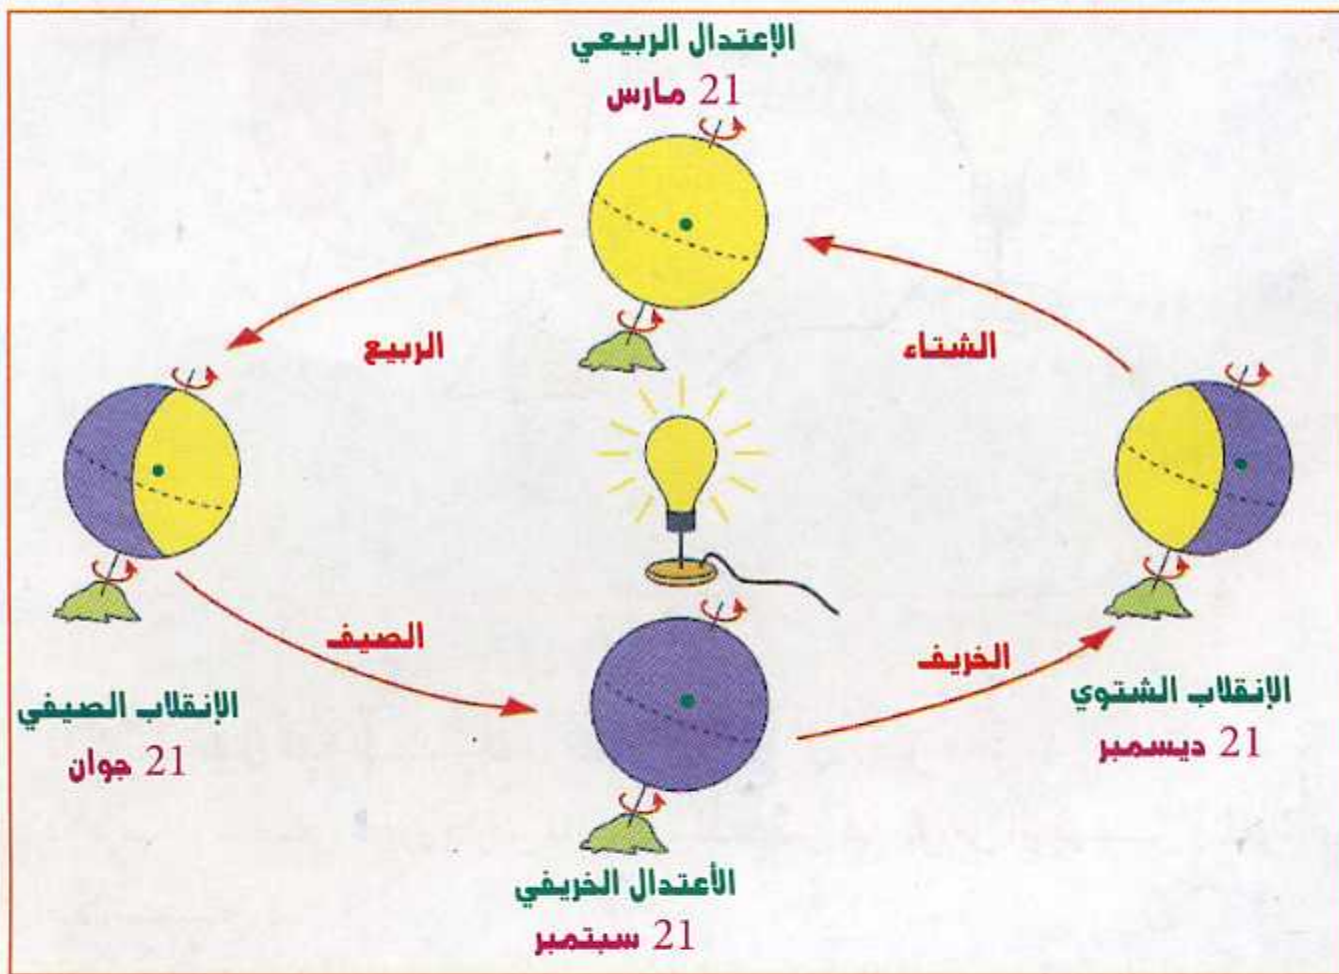 الإعتدال الربيعي
21 مارس
الشتاء
الربيع
الصيف
الخريف
الإنقلاب الشتوي
21 ديسمبر
الإنقلاب الصيفي
21 جوان
الأعتدال الخريفي
21 سبتمبر